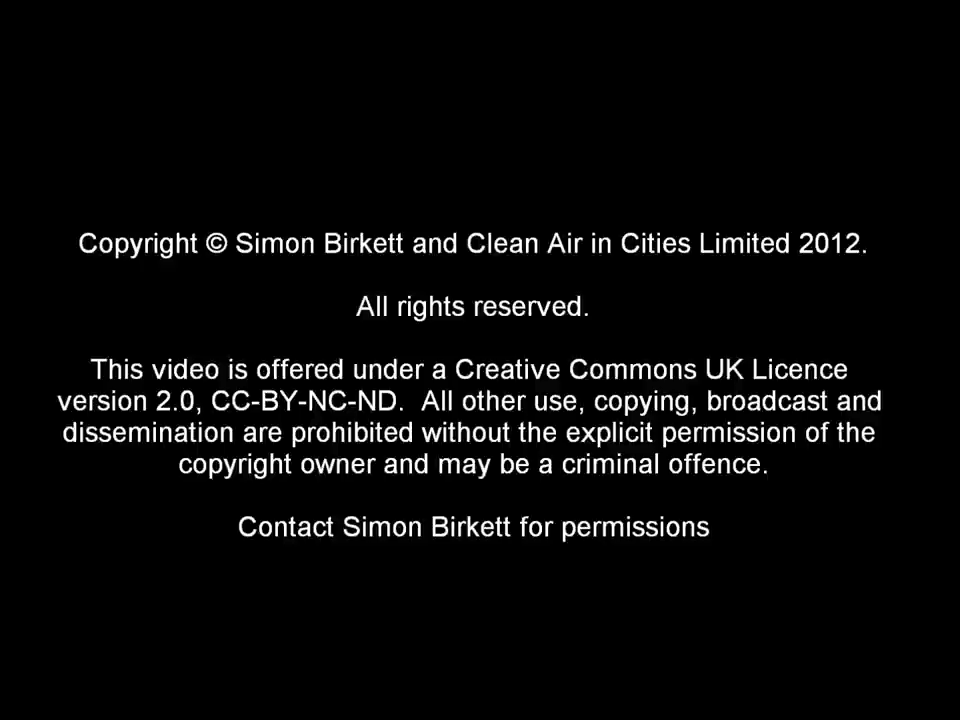 Copyright © Simon Birkett and Clean Air in Cities Limited 2012.
All rights reserved.
This video is offered under a Creative Commons UK Licence
version 2.0, CC-BY-NC-ND.  All other use, copying, broadcast and
dissemination are prohibited without the explicit permission of the
copyright owner and may be a criminal offence.
Contact Simon Birkett for permissions